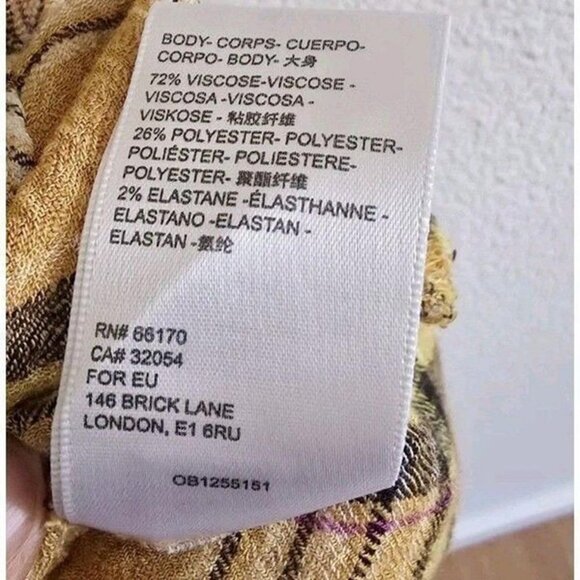 BODY- CORPS- CUERPO-
CORPO- BODY- 大身
72% VISCOSE-VISCOSE -
VISCOSA -VISCOSA -
VISKOSE - 粘胶纤维
26% POLYESTER- POLYESTER-
POLIÉSTER- POLIESTERE-
POLYESTER- 聚酯纤维
2% ELASTANE -ÉLASTHANNE -
ELASTANO -ELASTAN -
ELASTAN -氨纶
RN# 66170
CA# 32054
FOR EU
146 BRICK LANE
LONDON, E1 6RU
OB1255151